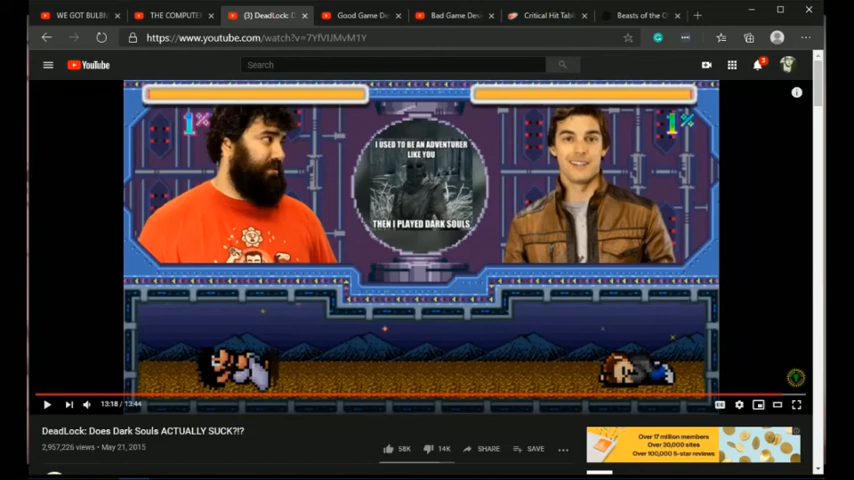 WE GOT BULBM
THE COMPUTER
(3) DeadLock: D
Good Game De
Bad Game Des
Critical Hit Tabl
Beasts of the O
https://www.youtube.com/watch?v=7YfVIJMvM1Y
YouTube
Search
3
1%
1%
I USED TO BE AN ADVENTURER
LIKE YOU
THEN I PLAYED DARK SOULS
13:18 / 13:44
CC
DeadLock: Does Dark Souls ACTUALLY SUCK?!?
2,957,226 views • May 21, 2015
58K
14K
SHARE
SAVE
Over 17 million members
Over 30,000 sites
Over 100,000 5-star reviews